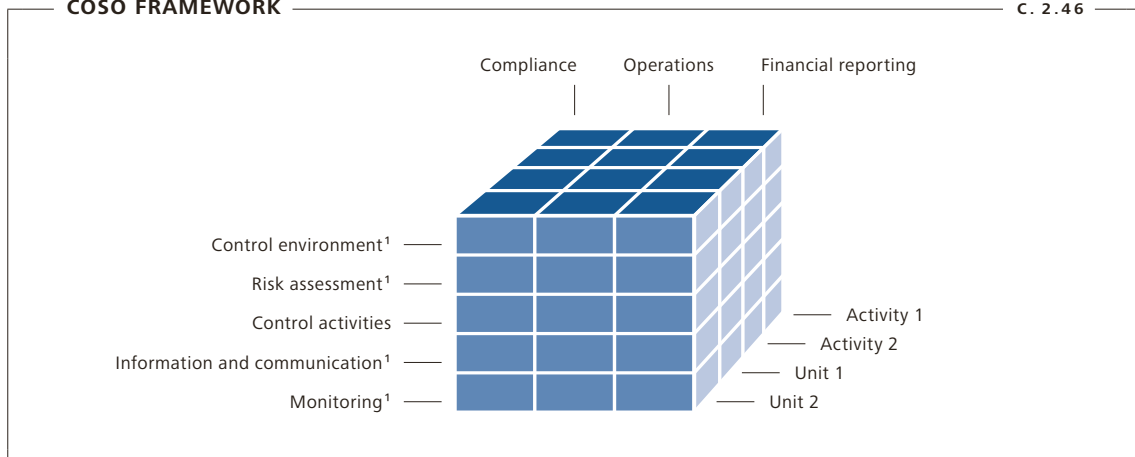 COSO FRAMEWORK C. 2.46
Compliance Operations Financial reporting
Control environment¹
Risk assessment¹
Control activities
Information and communication¹
Monitoring¹
Activity 1
Activity 2
Unit 1
Unit 2